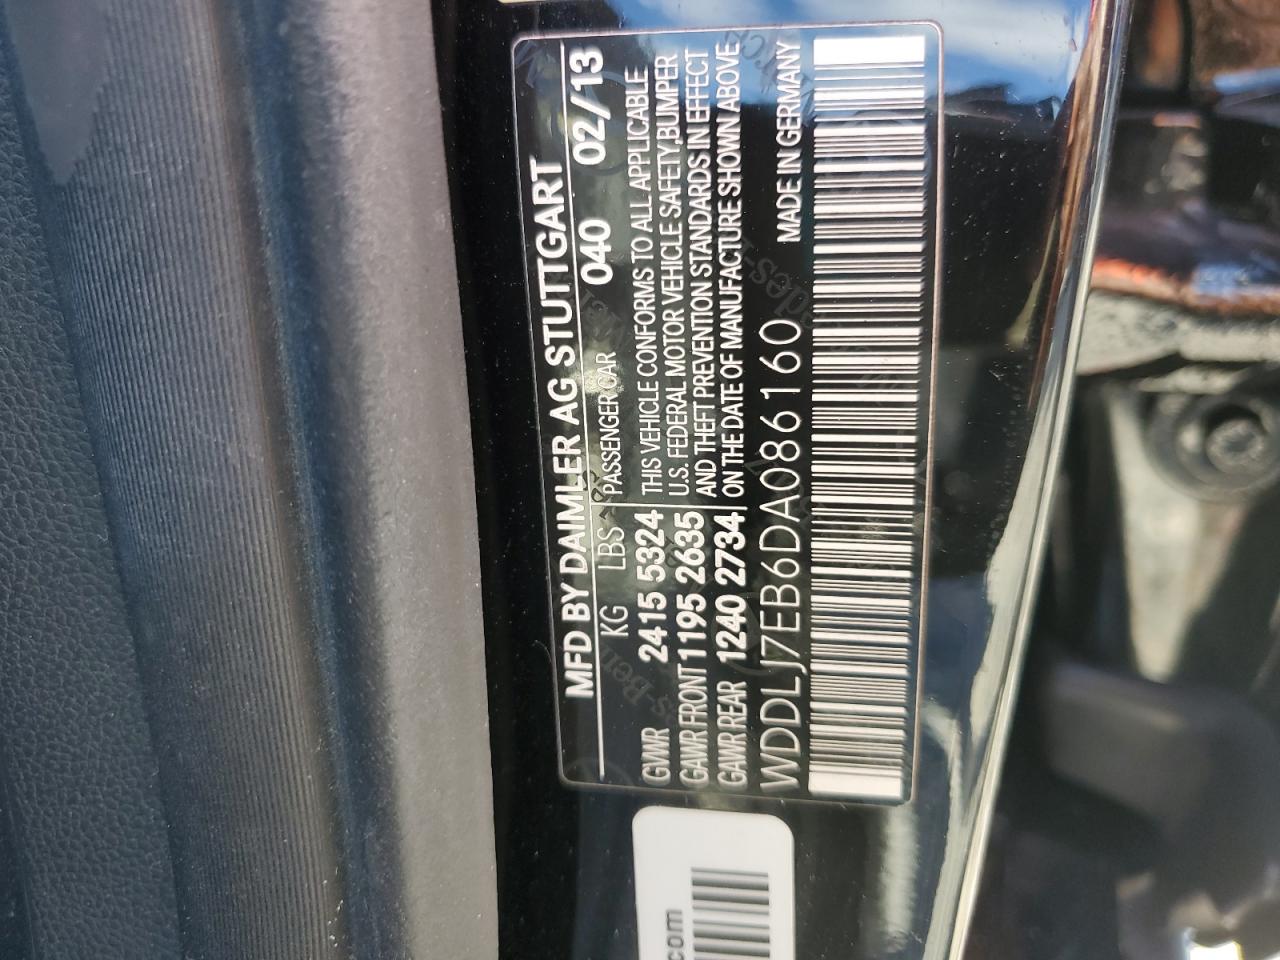 MFD BY DAIMLER AG STUTTGART
040 02/13
KG LBS PASSENGER CAR
GVWR 2415 5324 THIS VEHICLE CONFORMS TO ALL APPLICABLE
GAWR FRONT 1195 2635 U.S. FEDERAL MOTOR VEHICLE SAFETY, BUMPER
GAWR REAR 1240 2734 AND THEFT PREVENTION STANDARDS IN EFFECT
ON THE DATE OF MANUFACTURE SHOWN ABOVE
WDDLJ7EB6DA086160 MADE IN GERMANY
.com